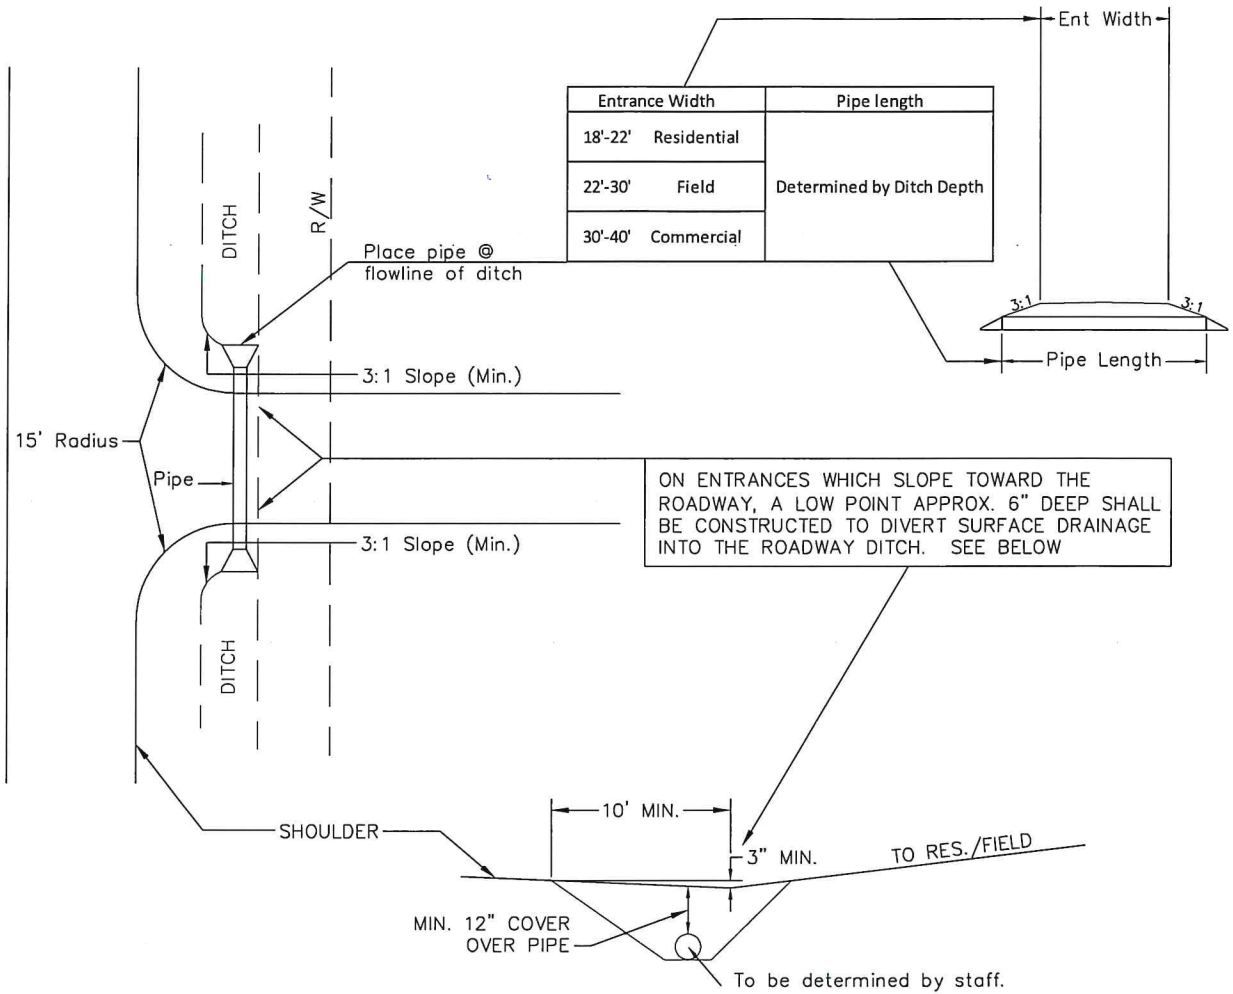 Ent Width
Entrance Width Pipe length
18'-22' Residential
22'-30' Field
Determined by Ditch Depth
30'-40' Commercial
DITCH
R/W
Place pipe @
flowline of ditch
3:1
3:1
Pipe Length
3:1 Slope (Min.)
15' Radius
Pipe
ON ENTRANCES WHICH SLOPE TOWARD THE
ROADWAY, A LOW POINT APPROX. 6" DEEP SHALL
BE CONSTRUCTED TO DIVERT SURFACE DRAINAGE
INTO THE ROADWAY DITCH. SEE BELOW
3:1 Slope (Min.)
DITCH
SHOULDER
10' MIN.
3" MIN.
TO RES./FIELD
MIN. 12" COVER
OVER PIPE
To be determined by staff.